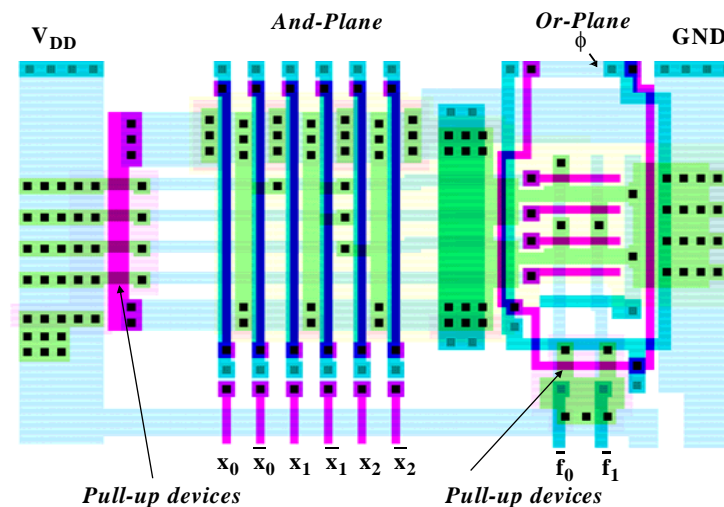 And-Plane
Or-Plane
V_DD
ϕ
GND
x₀ x̅₀ x₁ x̅₁ x₂ x̅₂
f̅₀ f̅₁
Pull-up devices
Pull-up devices